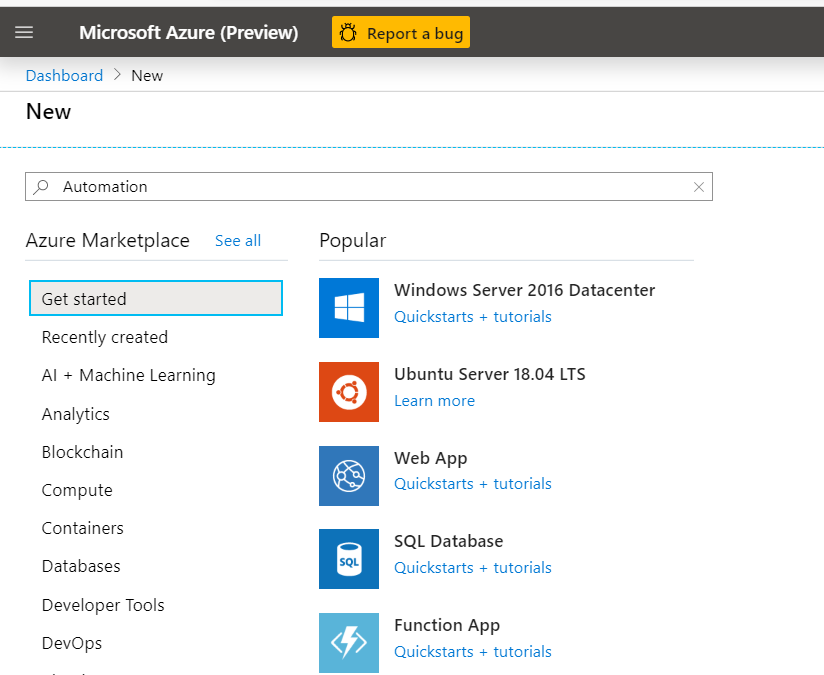 Microsoft Azure (Preview)
Report a bug
Dashboard > New
New
Automation
Azure Marketplace
See all
Popular
Get started
Recently created
AI + Machine Learning
Analytics
Blockchain
Compute
Containers
Databases
Developer Tools
DevOps
Windows Server 2016 Datacenter
Quickstarts + tutorials
Ubuntu Server 18.04 LTS
Learn more
Web App
Quickstarts + tutorials
SQL
SQL Database
Quickstarts + tutorials
Function App
Quickstarts + tutorials